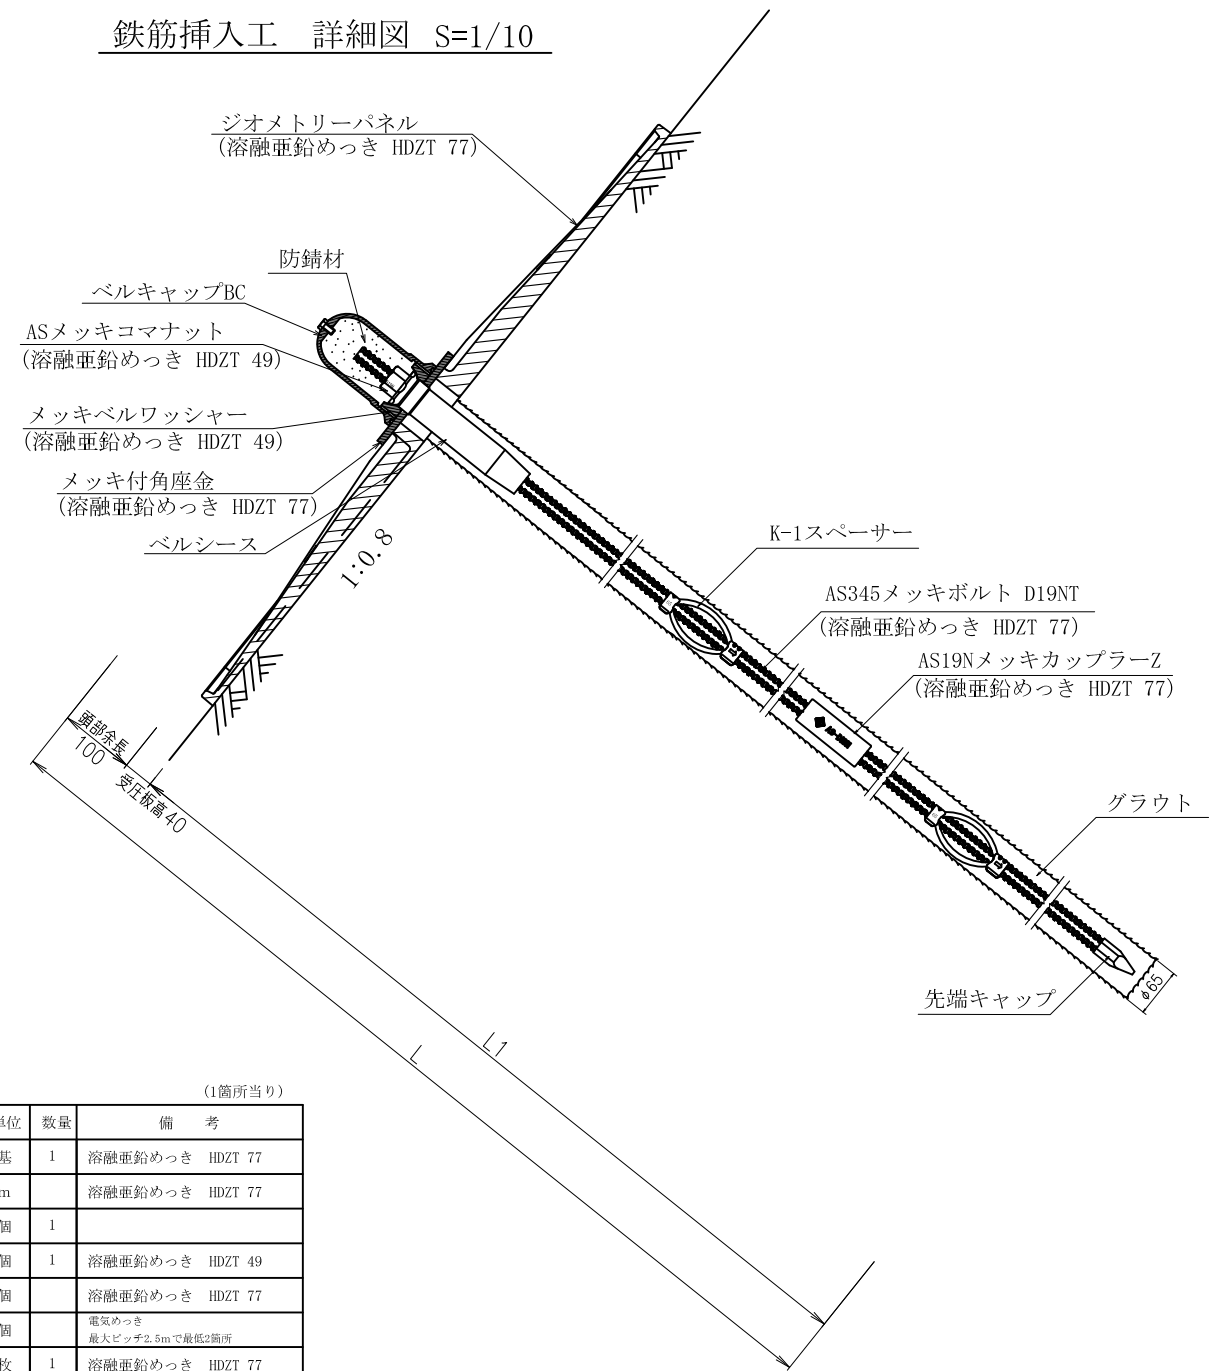 鉄筋挿入工　詳細図 S=1/10
ジオメトリーパネル
(溶融亜鉛めっき HDZT 77)
防錆材
ベルキャップBC
ASメッキコマナット
(溶融亜鉛めっき HDZT 49)
メッキベルワッシャー
(溶融亜鉛めっき HDZT 49)
メッキ付角座金
(溶融亜鉛めっき HDZT 77)
ベルシース
1:0.8
K-1スペーサー
AS345メッキボルト D19NT
(溶融亜鉛めっき HDZT 77)
AS19NメッキカップラーZ
(溶融亜鉛めっき HDZT 77)
グラウト
先端キャップ
φ65
頭部余長
100
受圧板高40
L1
L
(1箇所当り)
単位 数量 備　考
基 1 溶融亜鉛めっき HDZT 77
m 溶融亜鉛めっき HDZT 77
個 1
個 1 溶融亜鉛めっき HDZT 49
個 溶融亜鉛めっき HDZT 77
個 電気めっき
最大ピッチ2.5mで最低2箇所
枚 1 溶融亜鉛めっき HDZT 77